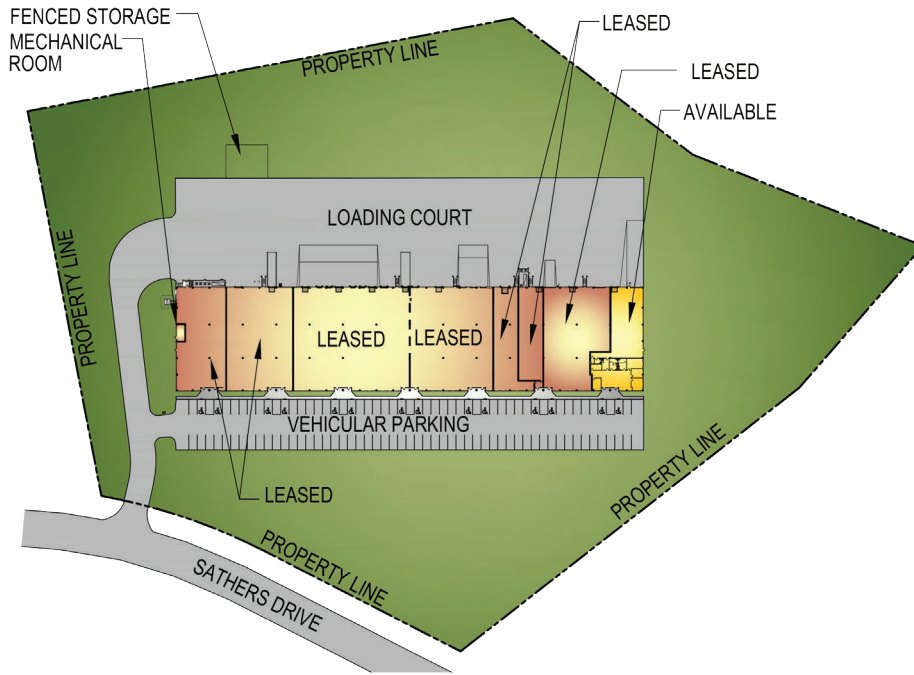 FENCED STORAGE
MECHANICAL
ROOM
PROPERTY LINE
LEASED
LEASED
AVAILABLE
LOADING COURT
PROPERTY LINE
LEASED
LEASED
VEHICULAR PARKING
LEASED
PROPERTY LINE
PROPERTY LINE
SATHERS DRIVE